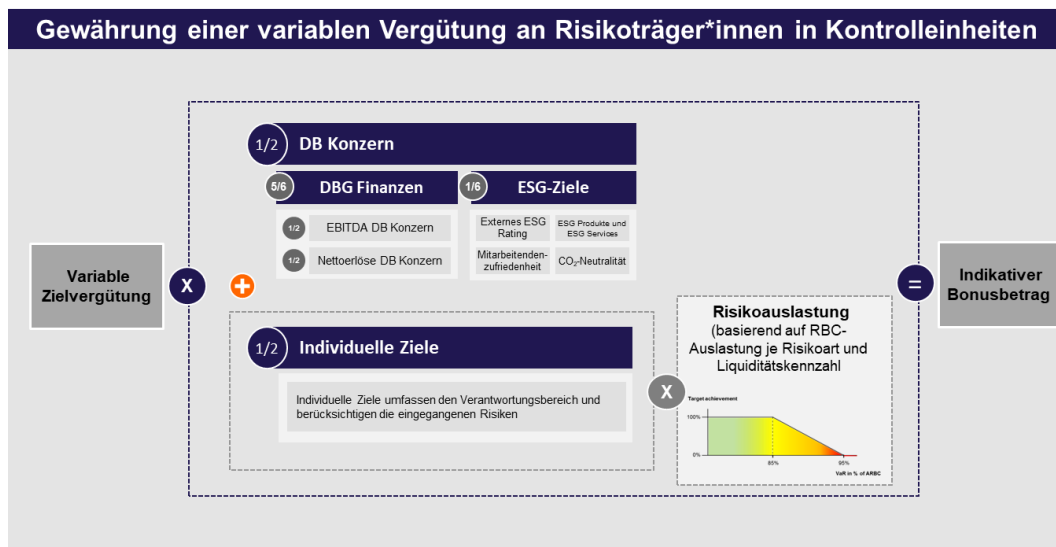 Gewährung einer variablen Vergütung an Risikoträger*innen in Kontrolleinheiten
1/2 DB Konzern
5/6 DBG Finanzen
1/6 ESG-Ziele
1/2 EBITDA DB Konzern
1/2 Nettoerlöse DB Konzern
Externes ESG
Rating
ESG Produkte und
ESG Services
Mitarbeitenden-
zufriedenheit
CO₂-Neutralität
Variable
Zielvergütung
X
+
=
Indikativer
Bonusbetrag
1/2 Individuelle Ziele
Individuelle Ziele umfassen den Verantwortungsbereich und
berücksichtigen die eingegangenen Risiken
X
Risikoauslastung
(basierend auf RBC-
Auslastung je Risikoart und
Liquiditätskennzahl
Target achievement
100%
0%
85%
95%
VaR in % of ARBC